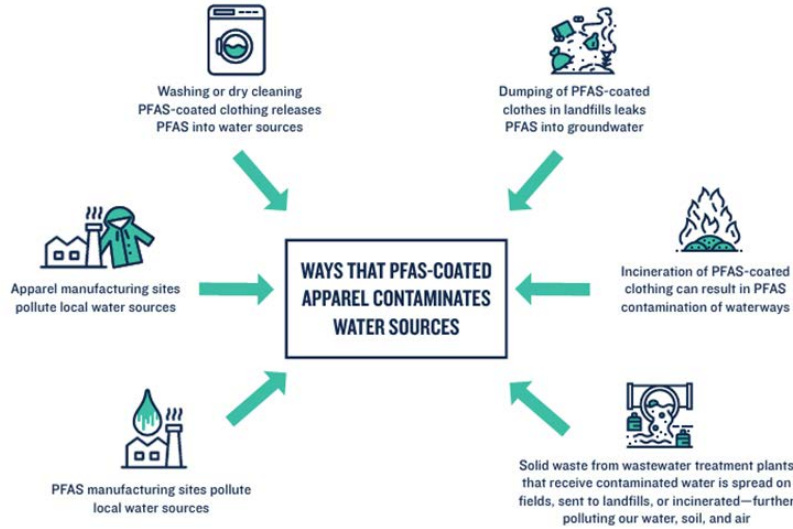 Washing or dry cleaning
PFAS-coated clothing releases
PFAS into water sources
Dumping of PFAS-coated
clothes in landfills leaks
PFAS into groundwater
Apparel manufacturing sites
pollute local water sources
WAYS THAT PFAS-COATED
APPAREL CONTAMINATES
WATER SOURCES
Incineration of PFAS-coated
clothing can result in PFAS
contamination of waterways
PFAS manufacturing sites pollute
local water sources
Solid waste from wastewater treatment plants
that receive contaminated water is spread on
fields, sent to landfills, or incinerated—further
polluting our water, soil, and air